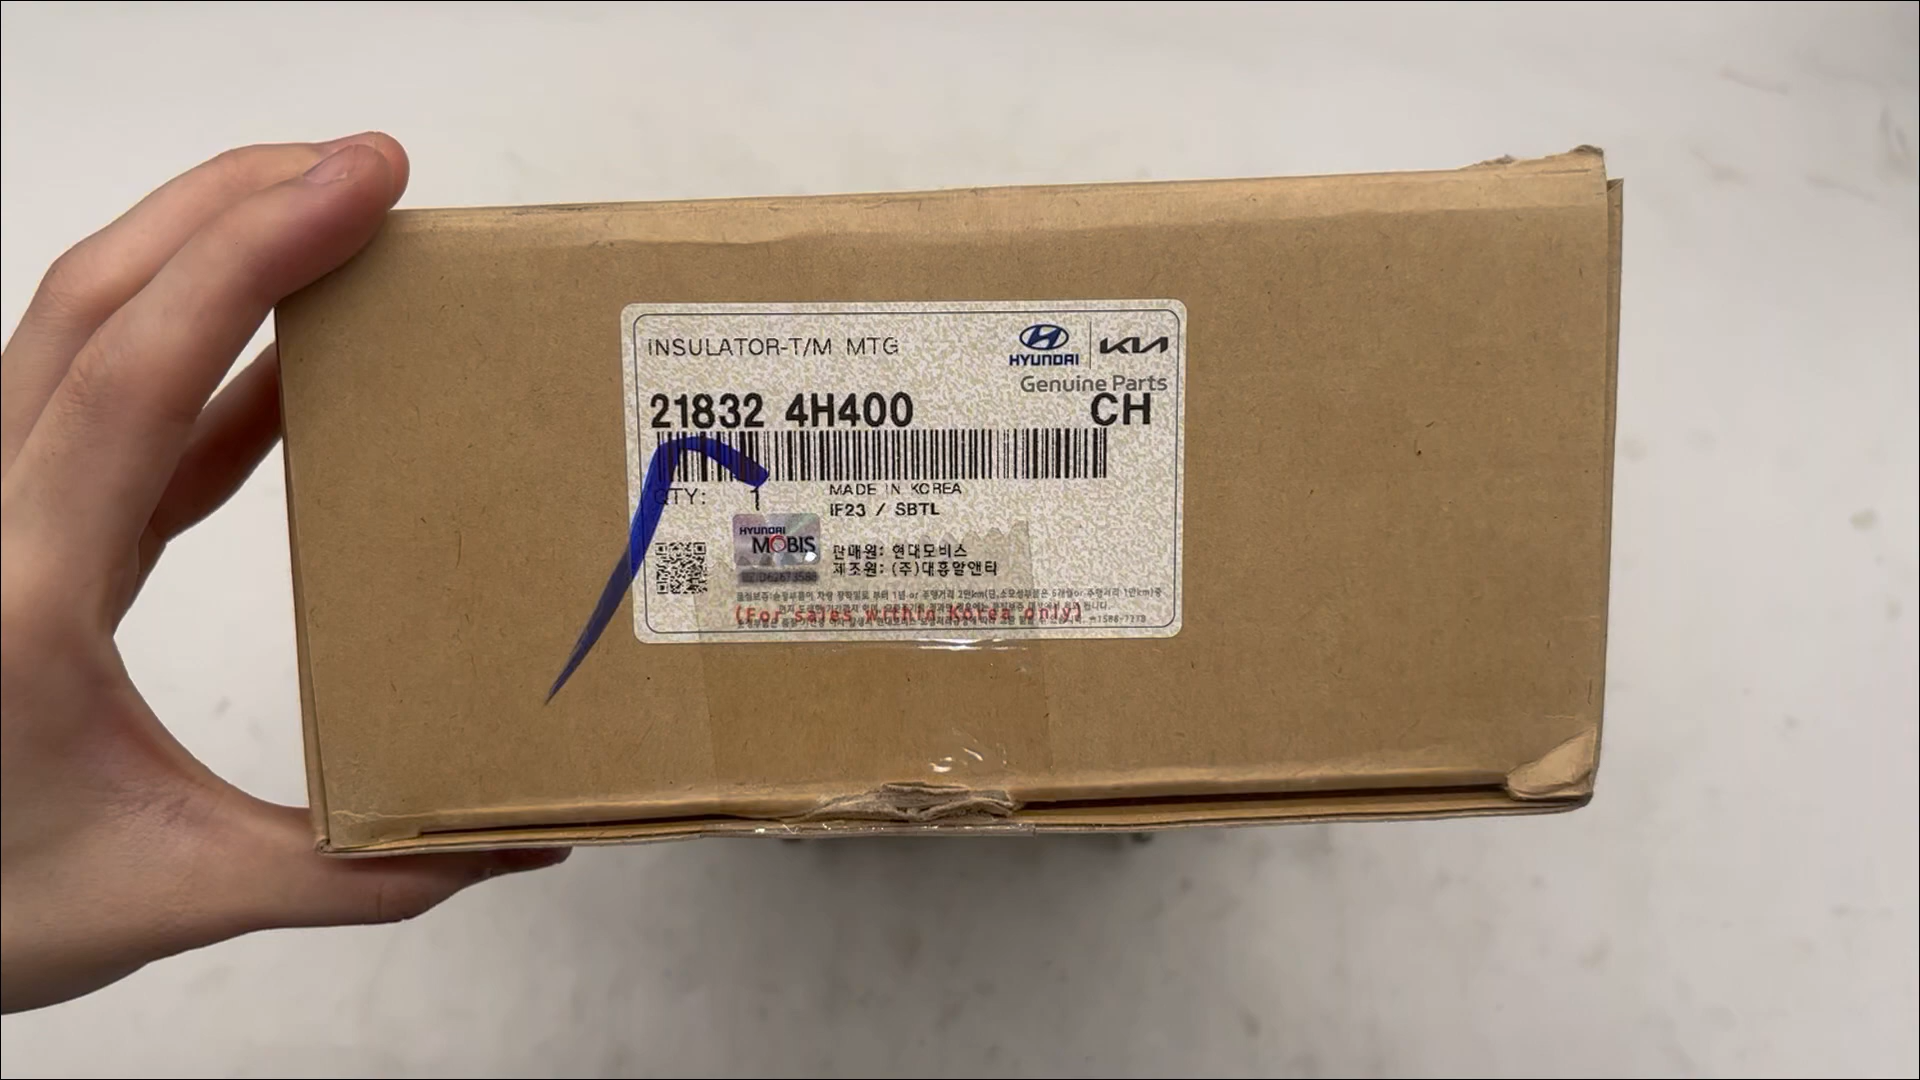 INSULATOR-T/M MTG
HYUNDAI KIA
Genuine Parts
21832 4H400 CH
QTY: 1 MADE IN KOREA
IF23 / SBTL
HYUNDAI
MOBIS
판매원: 현대모비스
제조원: (주)대흥알앤티
(For sales within Korea only)